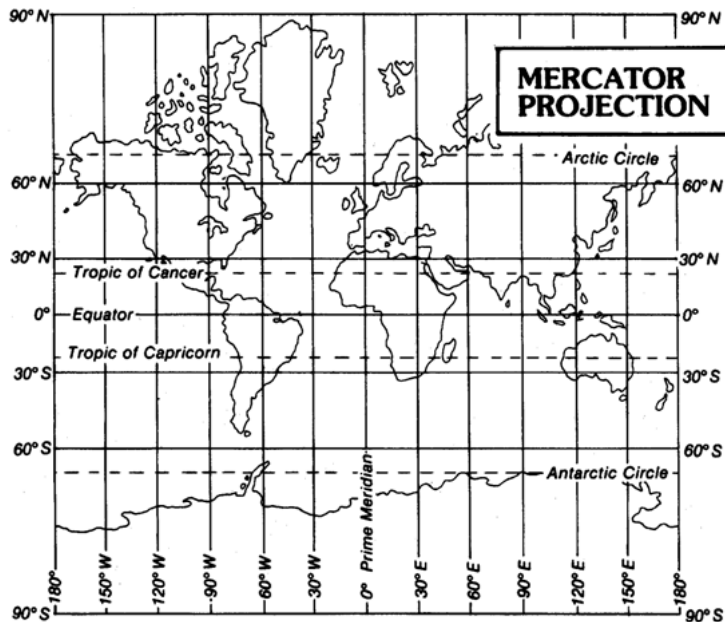 90° N
90° N
MERCATOR
PROJECTION
Arctic Circle
60° N
60° N
30° N
30° N
Tropic of Cancer
0°
Equator
0°
Tropic of Capricorn
30° S
30° S
60° S
60° S
Antarctic Circle
Prime Meridian
180°
150° W
120° W
90° W
60° W
30° W
0°
30° E
60° E
90° E
120° E
150° E
180°
90° S
90° S